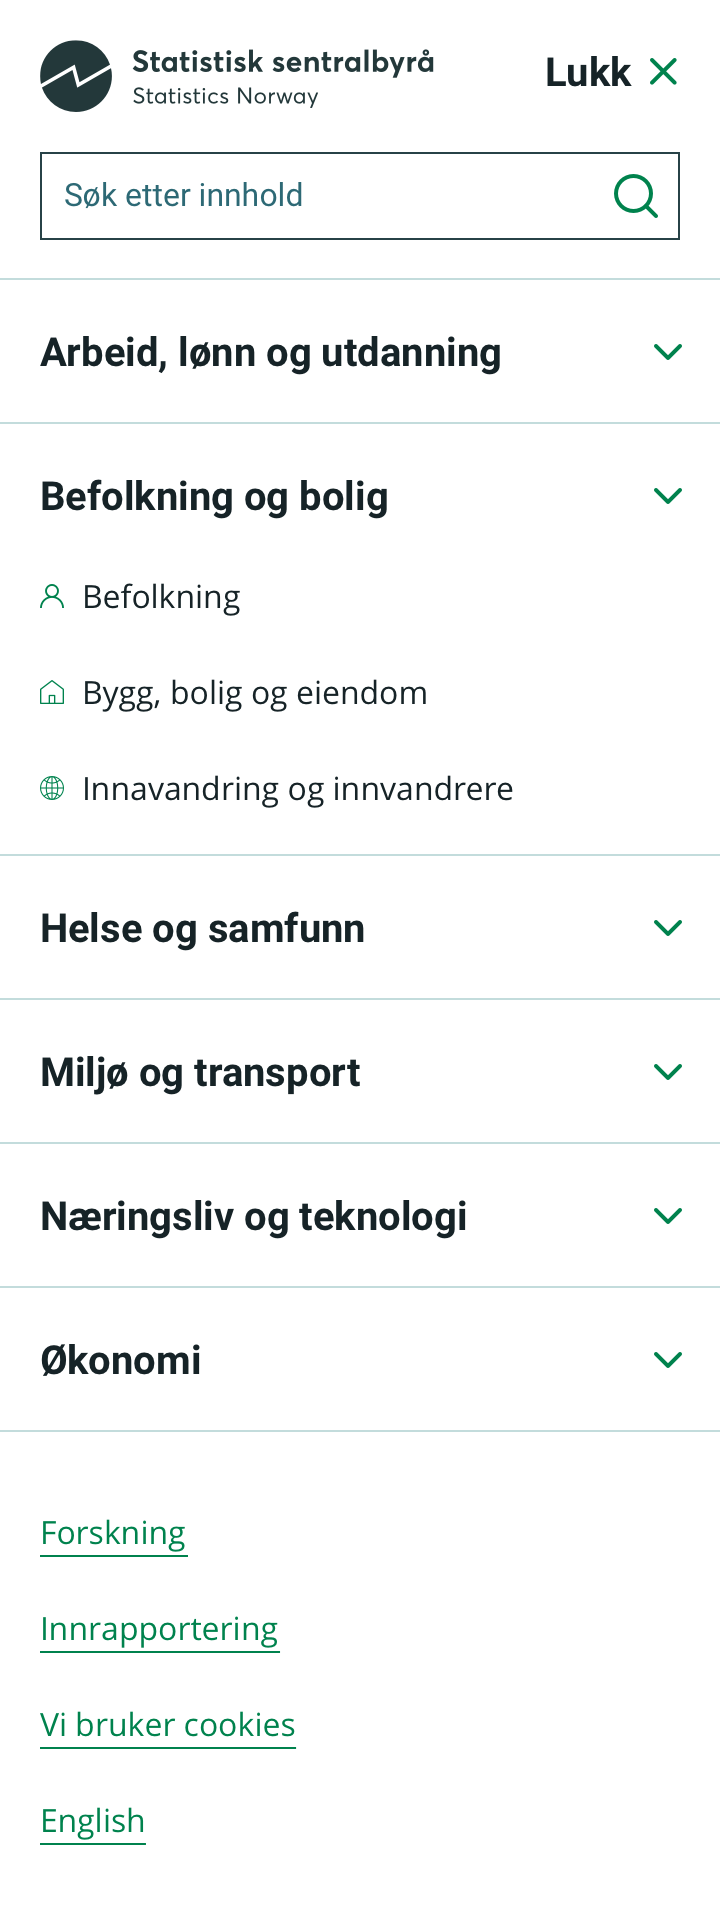 Statistisk sentralbyrå
Statistics Norway
Lukk
Søk etter innhold
Arbeid, lønn og utdanning
Befolkning og bolig
Befolkning
Bygg, bolig og eiendom
Innavandring og innvandrere
Helse og samfunn
Miljø og transport
Næringsliv og teknologi
Økonomi
Forskning
Innrapportering
Vi bruker cookies
English